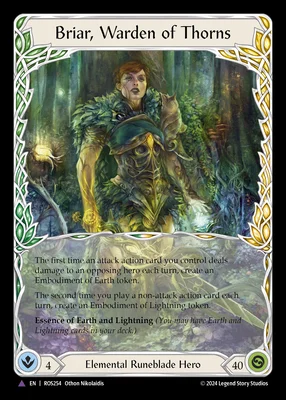 Briar, Warden of Thorns
The first time an attack action card you control deals
damage to an opposing hero each turn, create an
Embodiment of Earth token.
The second time you play a non-attack action card each
turn, create an Embodiment of Lightning token.
Essence of Earth and Lightning (You may have Earth and
Lightning cards in your deck.)
4
Elemental Runeblade Hero
40
EN | ROS254 Othon Nikolaidis
© 2024 Legend Story Studios